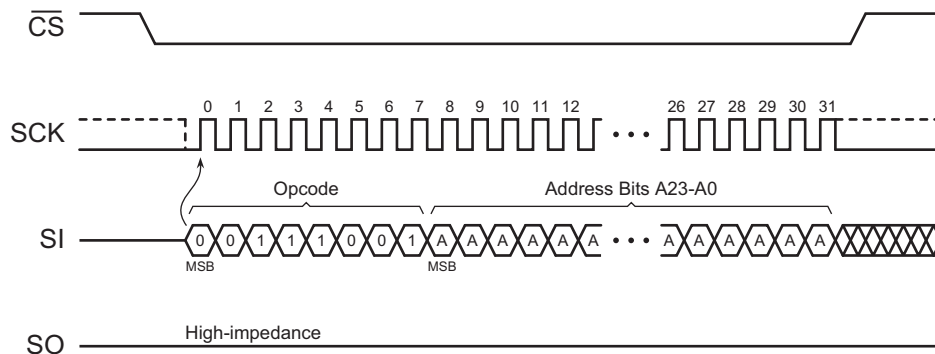 CS
0 1 2 3 4 5 6 7 8 9 10 11 12 26 27 28 29 30 31
SCK
Opcode Address Bits A23-A0
SI 0 0 1 1 1 0 0 1 A A A A A A A A A A A A
MSB MSB
High-impedance
SO